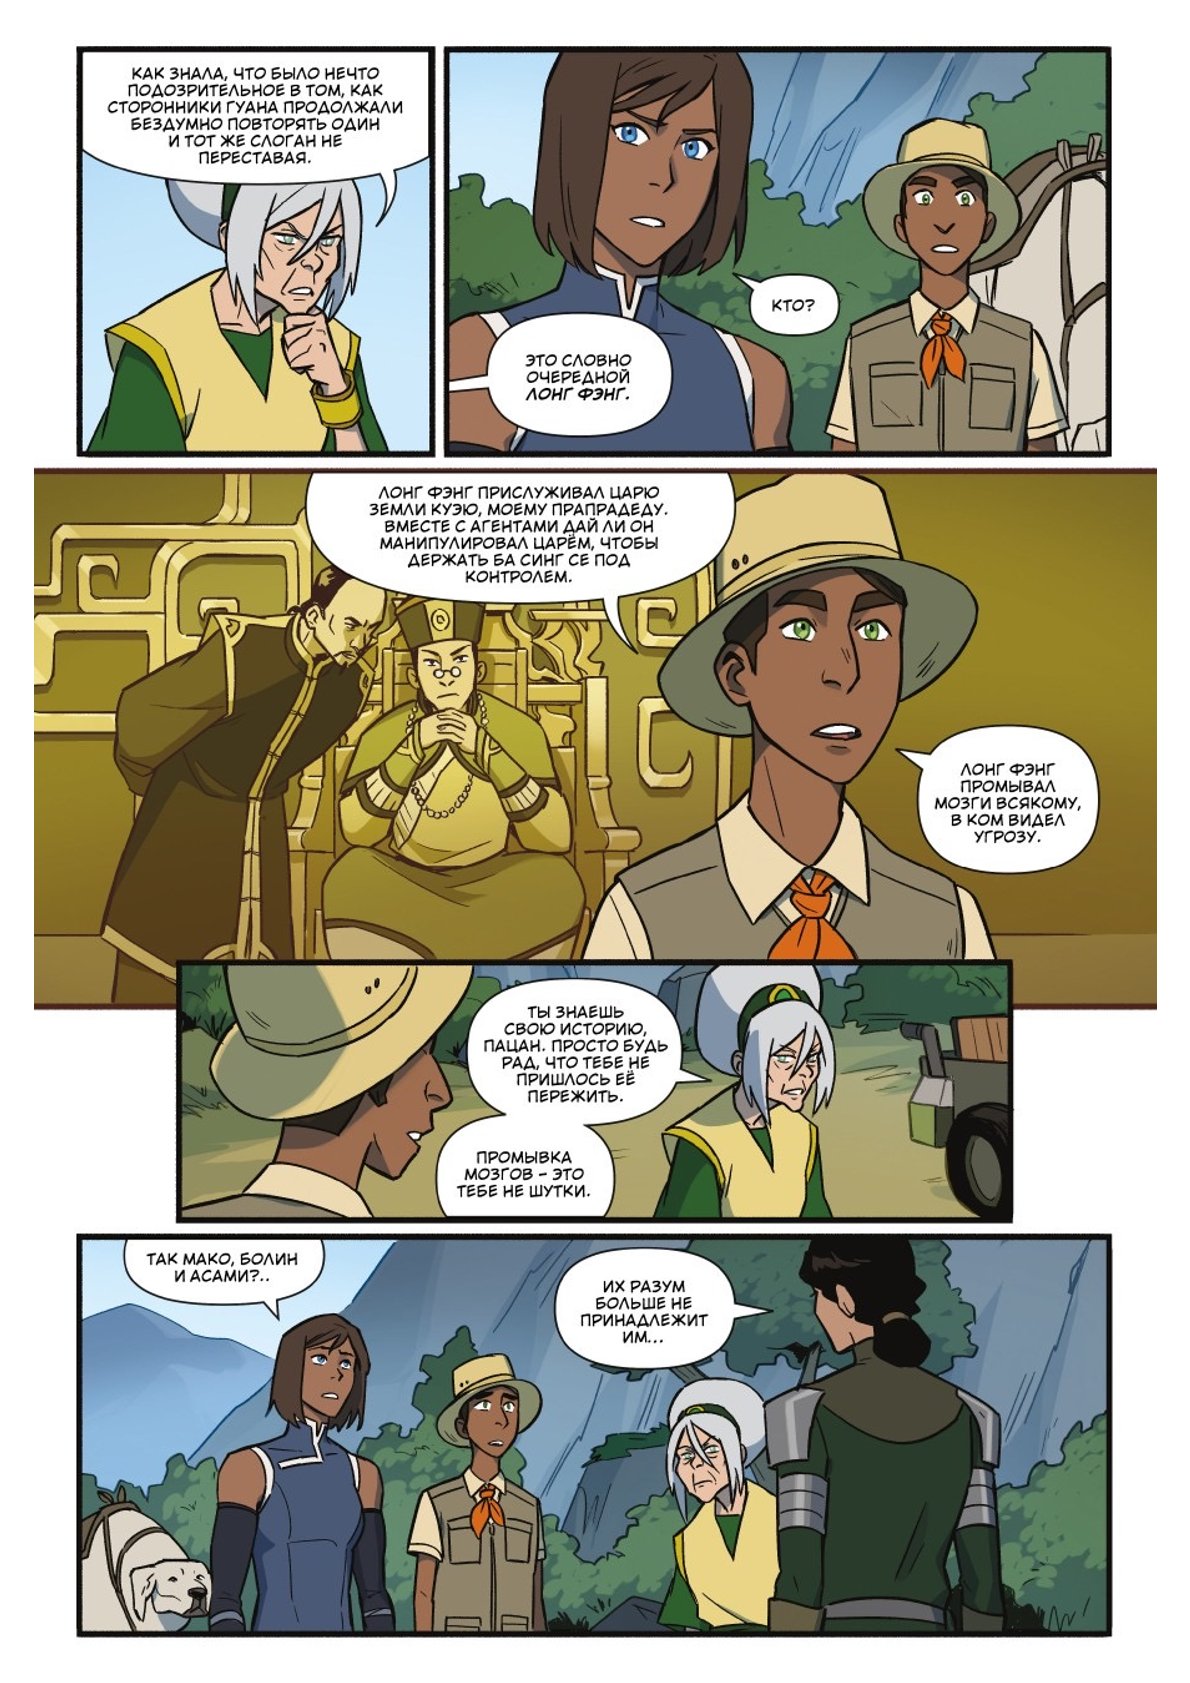 КАК ЗНАЛА, ЧТО БЫЛО НЕЧТО
ПОДОЗРИТЕЛЬНОЕ В ТОМ, КАК
СТОРОННИКИ ГУАНА ПРОДОЛЖАЛИ
БЕЗДУМНО ПОВТОРЯТЬ ОДИН
И ТОТ ЖЕ СЛОГАН НЕ
ПЕРЕСТАВАЯ.
ЭТО СЛОВНО
ОЧЕРЕДНОЙ
ЛОНГ ФЭНГ.
КТО?
ЛОНГ ФЭНГ ПРИСЛУЖИВАЛ ЦАРЮ
ЗЕМЛИ КУЭЮ, МОЕМУ ПРАПРАДЕДУ.
ВМЕСТЕ С АГЕНТАМИ ДАЙ ЛИ ОН
МАНИПУЛИРОВАЛ ЦАРЁМ, ЧТОБЫ
ДЕРЖАТЬ БА СИНГ СЕ ПОД
КОНТРОЛЕМ.
ЛОНГ ФЭНГ
ПРОМЫВАЛ
МОЗГИ ВСЯКОМУ,
В КОМ ВИДЕЛ
УГРОЗУ.
ТЫ ЗНАЕШЬ
СВОЮ ИСТОРИЮ,
ПАЦАН. ПРОСТО БУДЬ
РАД, ЧТО ТЕБЕ НЕ
ПРИШЛОСЬ ЕЁ
ПЕРЕЖИТЬ.
ПРОМЫВКА
МОЗГОВ – ЭТО
ТЕБЕ НЕ ШУТКИ.
ТАК МАКО, БОЛИН
И АСАМИ?..
ИХ РАЗУМ
БОЛЬШЕ НЕ
ПРИНАДЛЕЖИТ
ИМ...